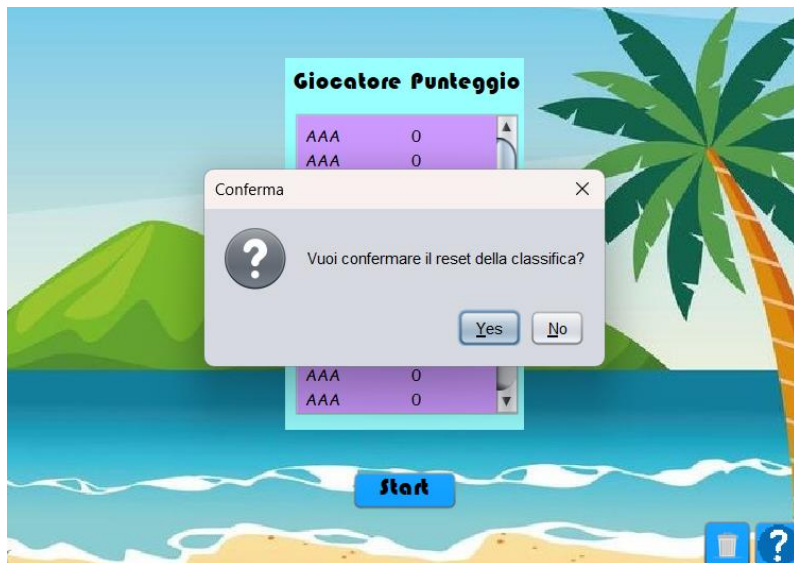 Giocatore Punteggio
AAA 0
AAA 0
Conferma
?
Vuoi confermare il reset della classifica?
Yes No
AAA 0
AAA 0
Start
?